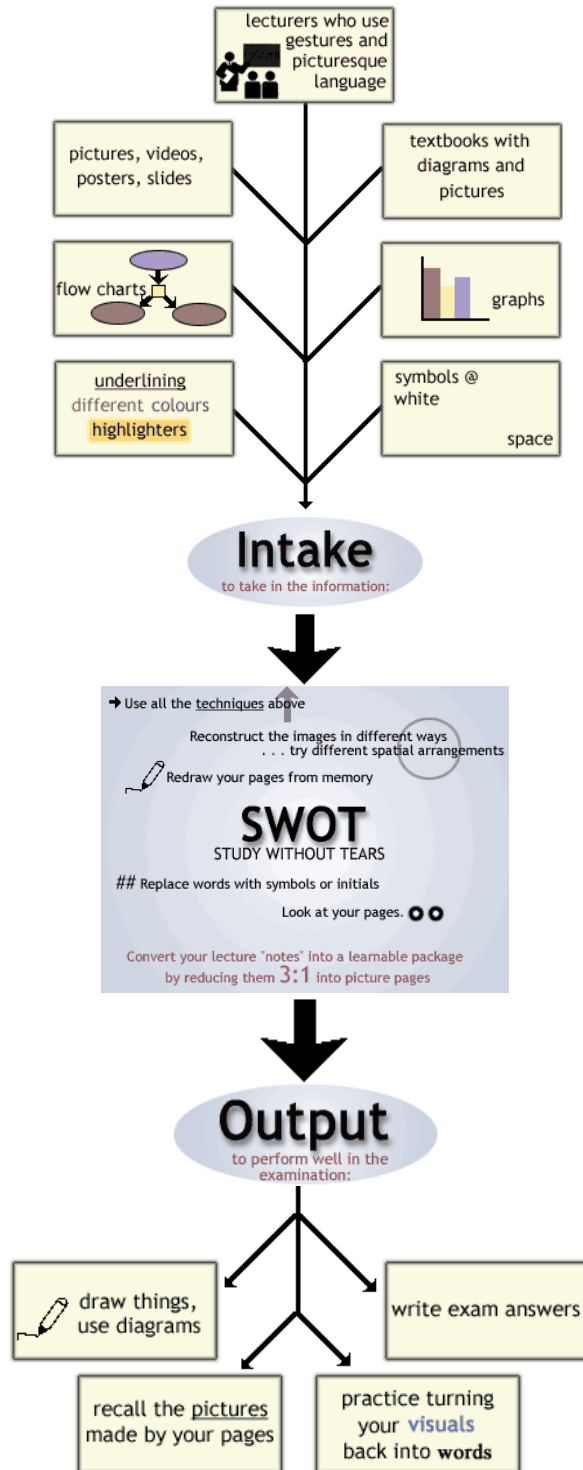 lecturers who use
gestures and
picturesque
language
pictures, videos,
posters, slides
textbooks with
diagrams and
pictures
flow charts
graphs
underlining
different colours
highlighters
symbols @
white
space
Intake
to take in the information:
Use all the techniques above
Reconstruct the images in different ways
. . . try different spatial arrangements
Redraw your pages from memory
SWOT
STUDY WITHOUT TEARS
## Replace words with symbols or initials
Look at your pages.
Convert your lecture "notes" into a learnable package
by reducing them 3:1 into picture pages
Output
to perform well in the
examination:
draw things,
use diagrams
write exam answers
recall the pictures
made by your pages
practice turning
your visuals
back into words